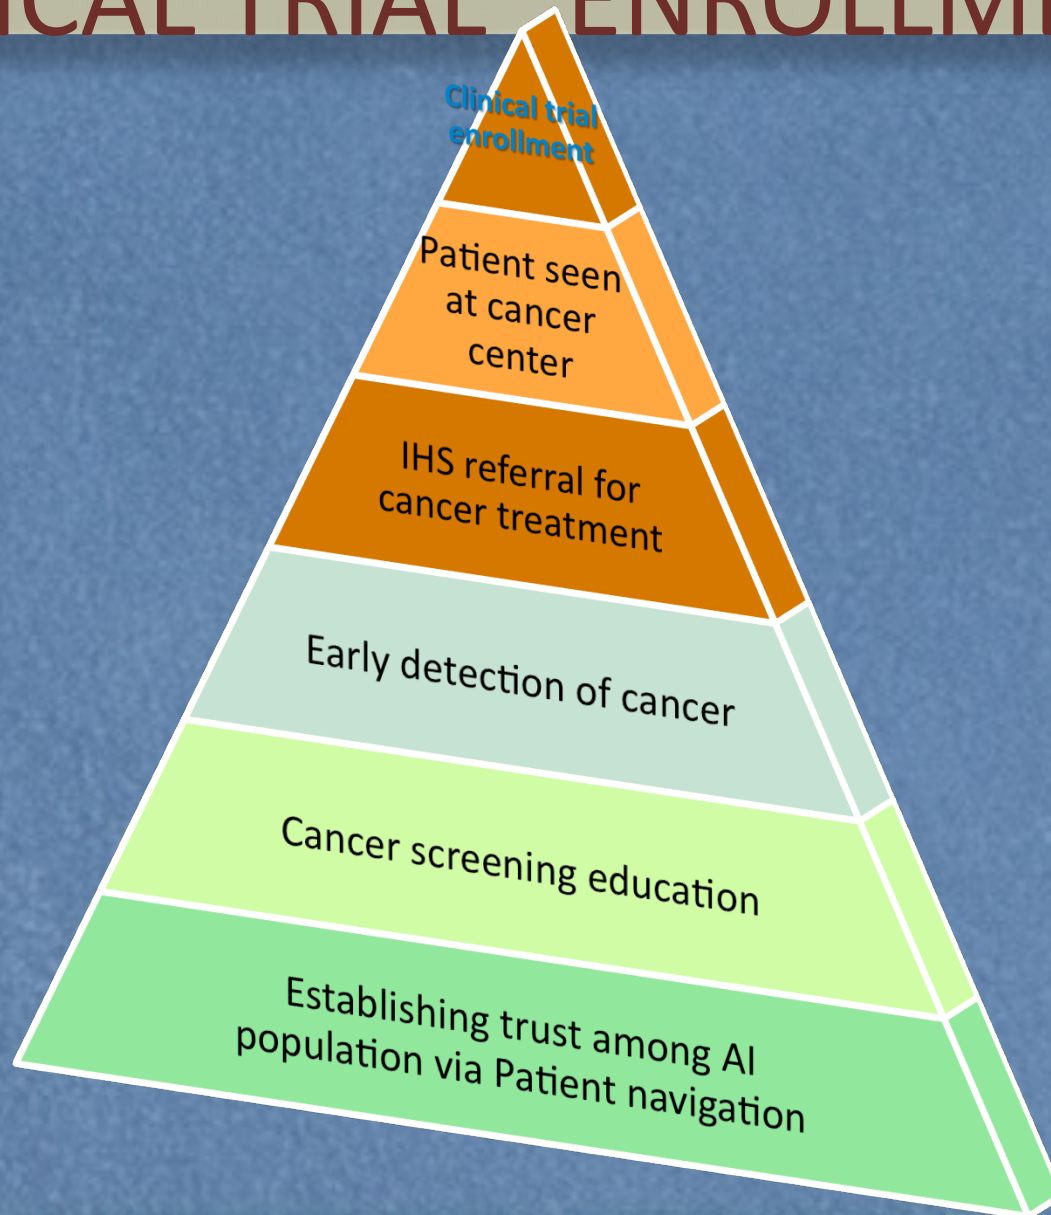 ICAL TRIAL ENROLLM
Clinical trial
enrollment
Patient seen
at cancer
center
IHS referral for
cancer treatment
Early detection of cancer
Cancer screening education
Establishing trust among AI
population via Patient navigation